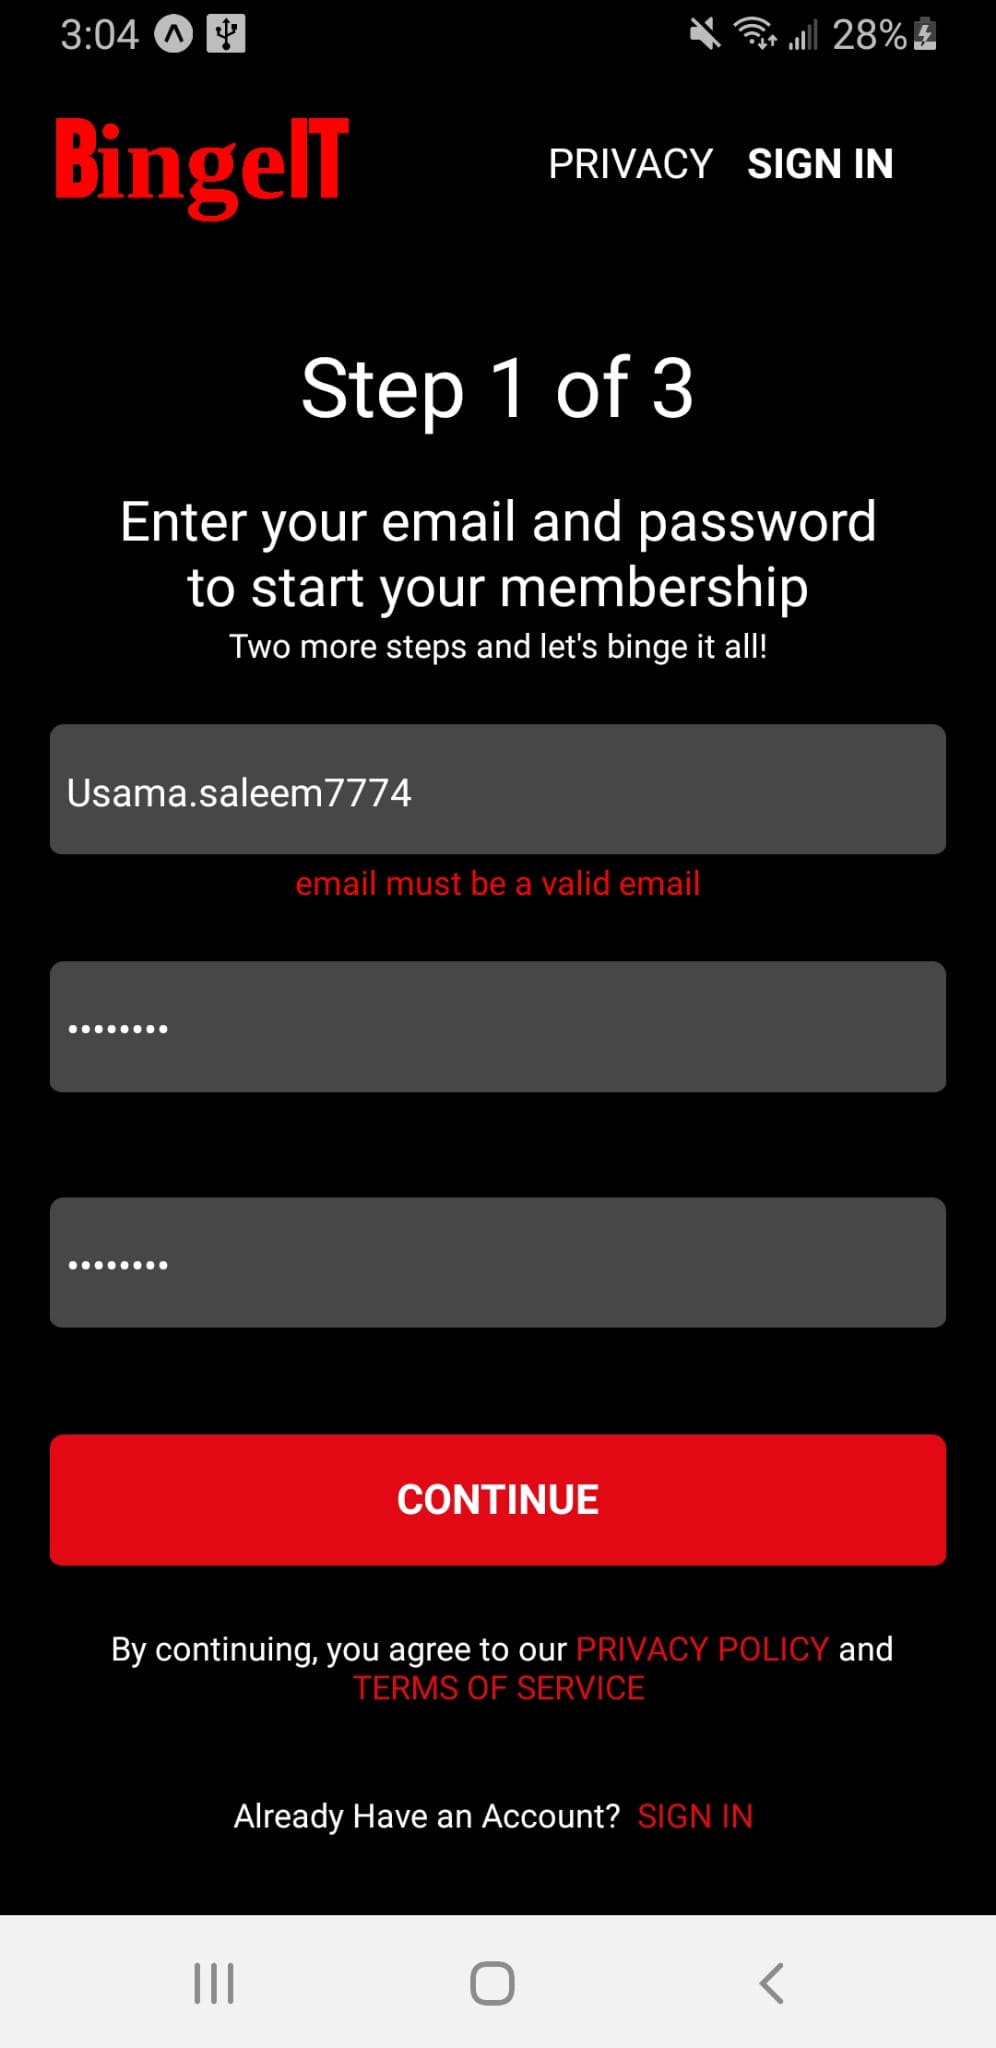 3:04
28%
BingeIT
PRIVACY SIGN IN
Step 1 of 3
Enter your email and password
to start your membership
Two more steps and let's binge it all!
Usama.saleem7774
email must be a valid email
••••••••
••••••••
CONTINUE
By continuing, you agree to our PRIVACY POLICY and
TERMS OF SERVICE
Already Have an Account? SIGN IN